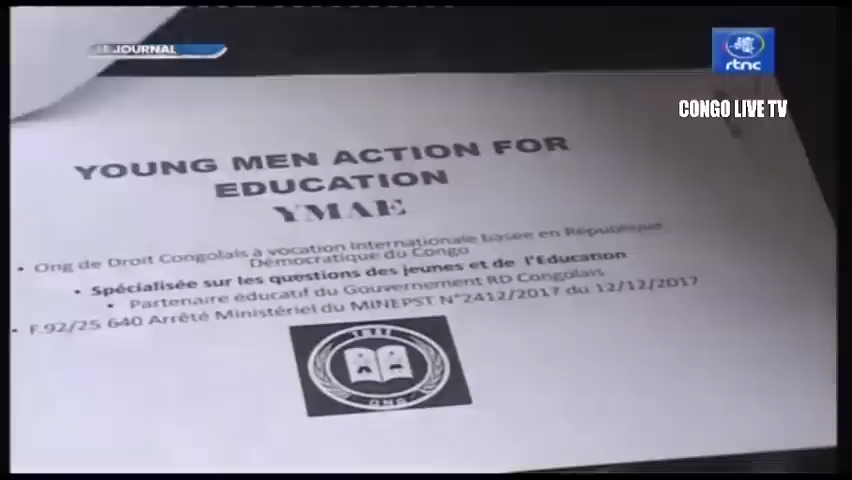 LE JOURNAL
rtnc
CONGO LIVE TV
YOUNG MEN ACTION FOR
EDUCATION
YMAE
• Ong de Droit Congolais à vocation Internationale basée en République
Démocratique du Congo
• Spécialisée sur les questions des jeunes et de l'Education
• Partenaire éducatif du Gouvernement RD Congolais
• F.92/25 640 Arrêté Ministériel du MINEPST N°2412/2017 du 12/12/2017
YMAE
ONG